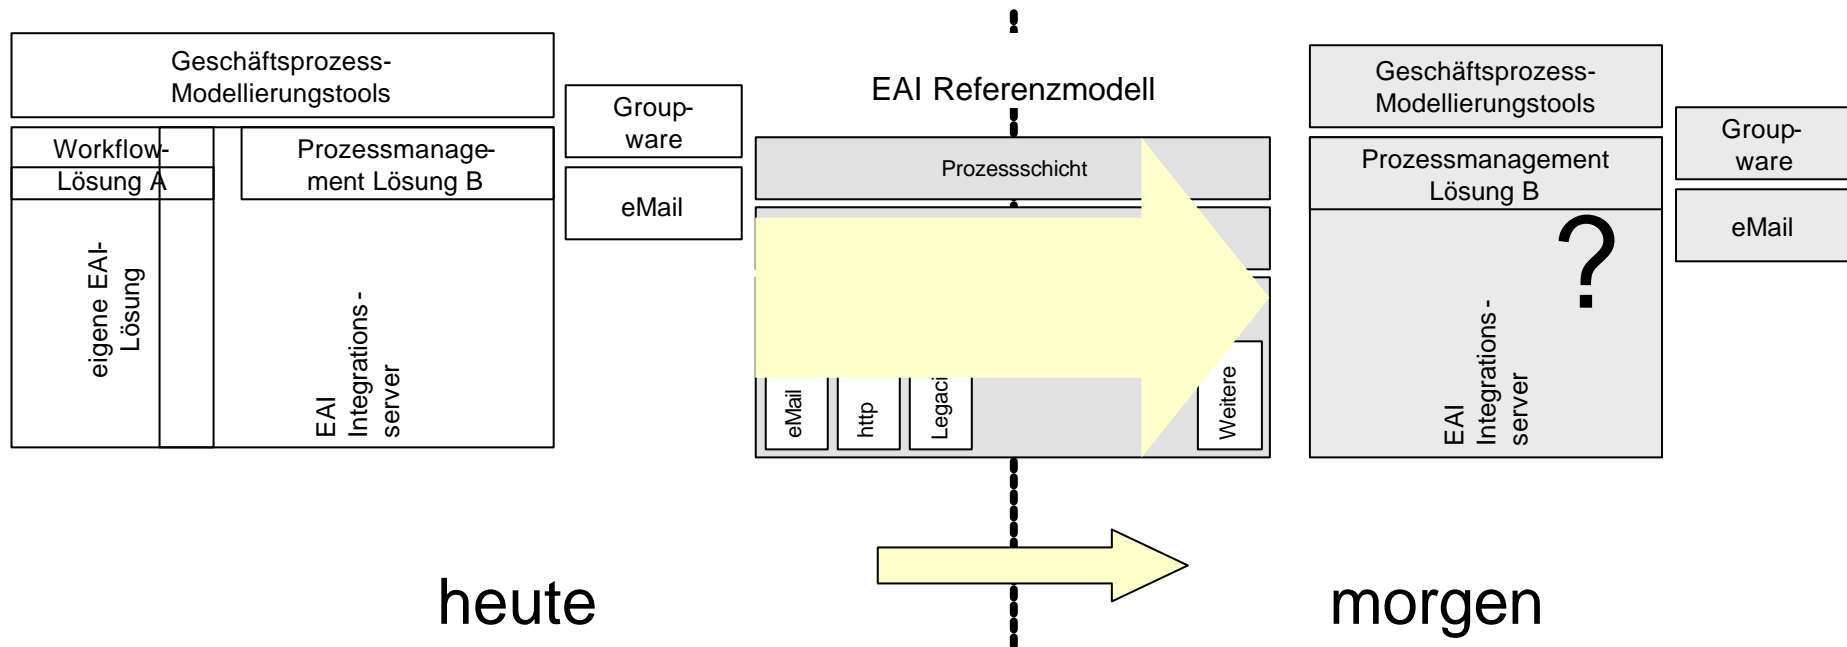 Geschäftsprozess-
Modellierungstools
Workflow-
Lösung A
Prozessmanage-
ment Lösung B
Group-
ware
eMail
eigene EAI-
Lösung
EAI
Integrations-
server
EAI Referenzmodell
Prozessschicht
eMail
http
Legaci
Weitere
Geschäftsprozess-
Modellierungstools
Prozessmanagement
Lösung B
?
EAI
Integrations-
server
Group-
ware
eMail
heute
morgen